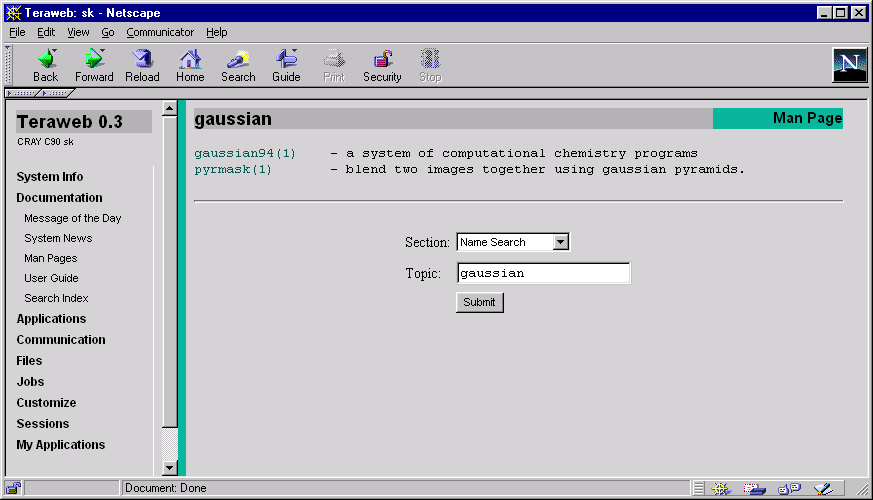 Teraweb: sk - Netscape
File Edit View Go Communicator Help
Back Forward Reload Home Search Guide Print Security Stop
N
Teraweb 0.3
CRAY C90 sk
System Info
Documentation
Message of the Day
System News
Man Pages
User Guide
Search Index
Applications
Communication
Files
Jobs
Customize
Sessions
My Applications
gaussian Man Page
gaussian94(1) - a system of computational chemistry programs
pyrmask(1) - blend two images together using gaussian pyramids.
Section: Name Search
Topic: gaussian
Submit
Document: Done